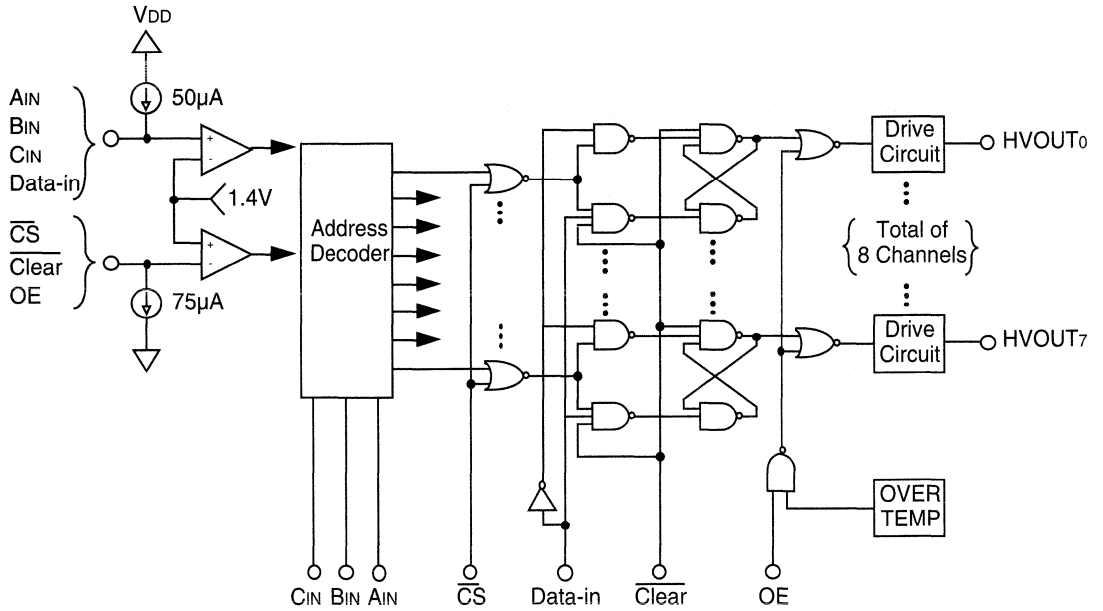 VDD
50µA
AIN
BIN
CIN
Data-in
1.4V
CS
Clear
OE
75µA
Address
Decoder
Drive
Circuit
HVOUT0
Total of
8 Channels
Drive
Circuit
HVOUT7
OVER
TEMP
CIN BIN AIN CS Data-in Clear OE